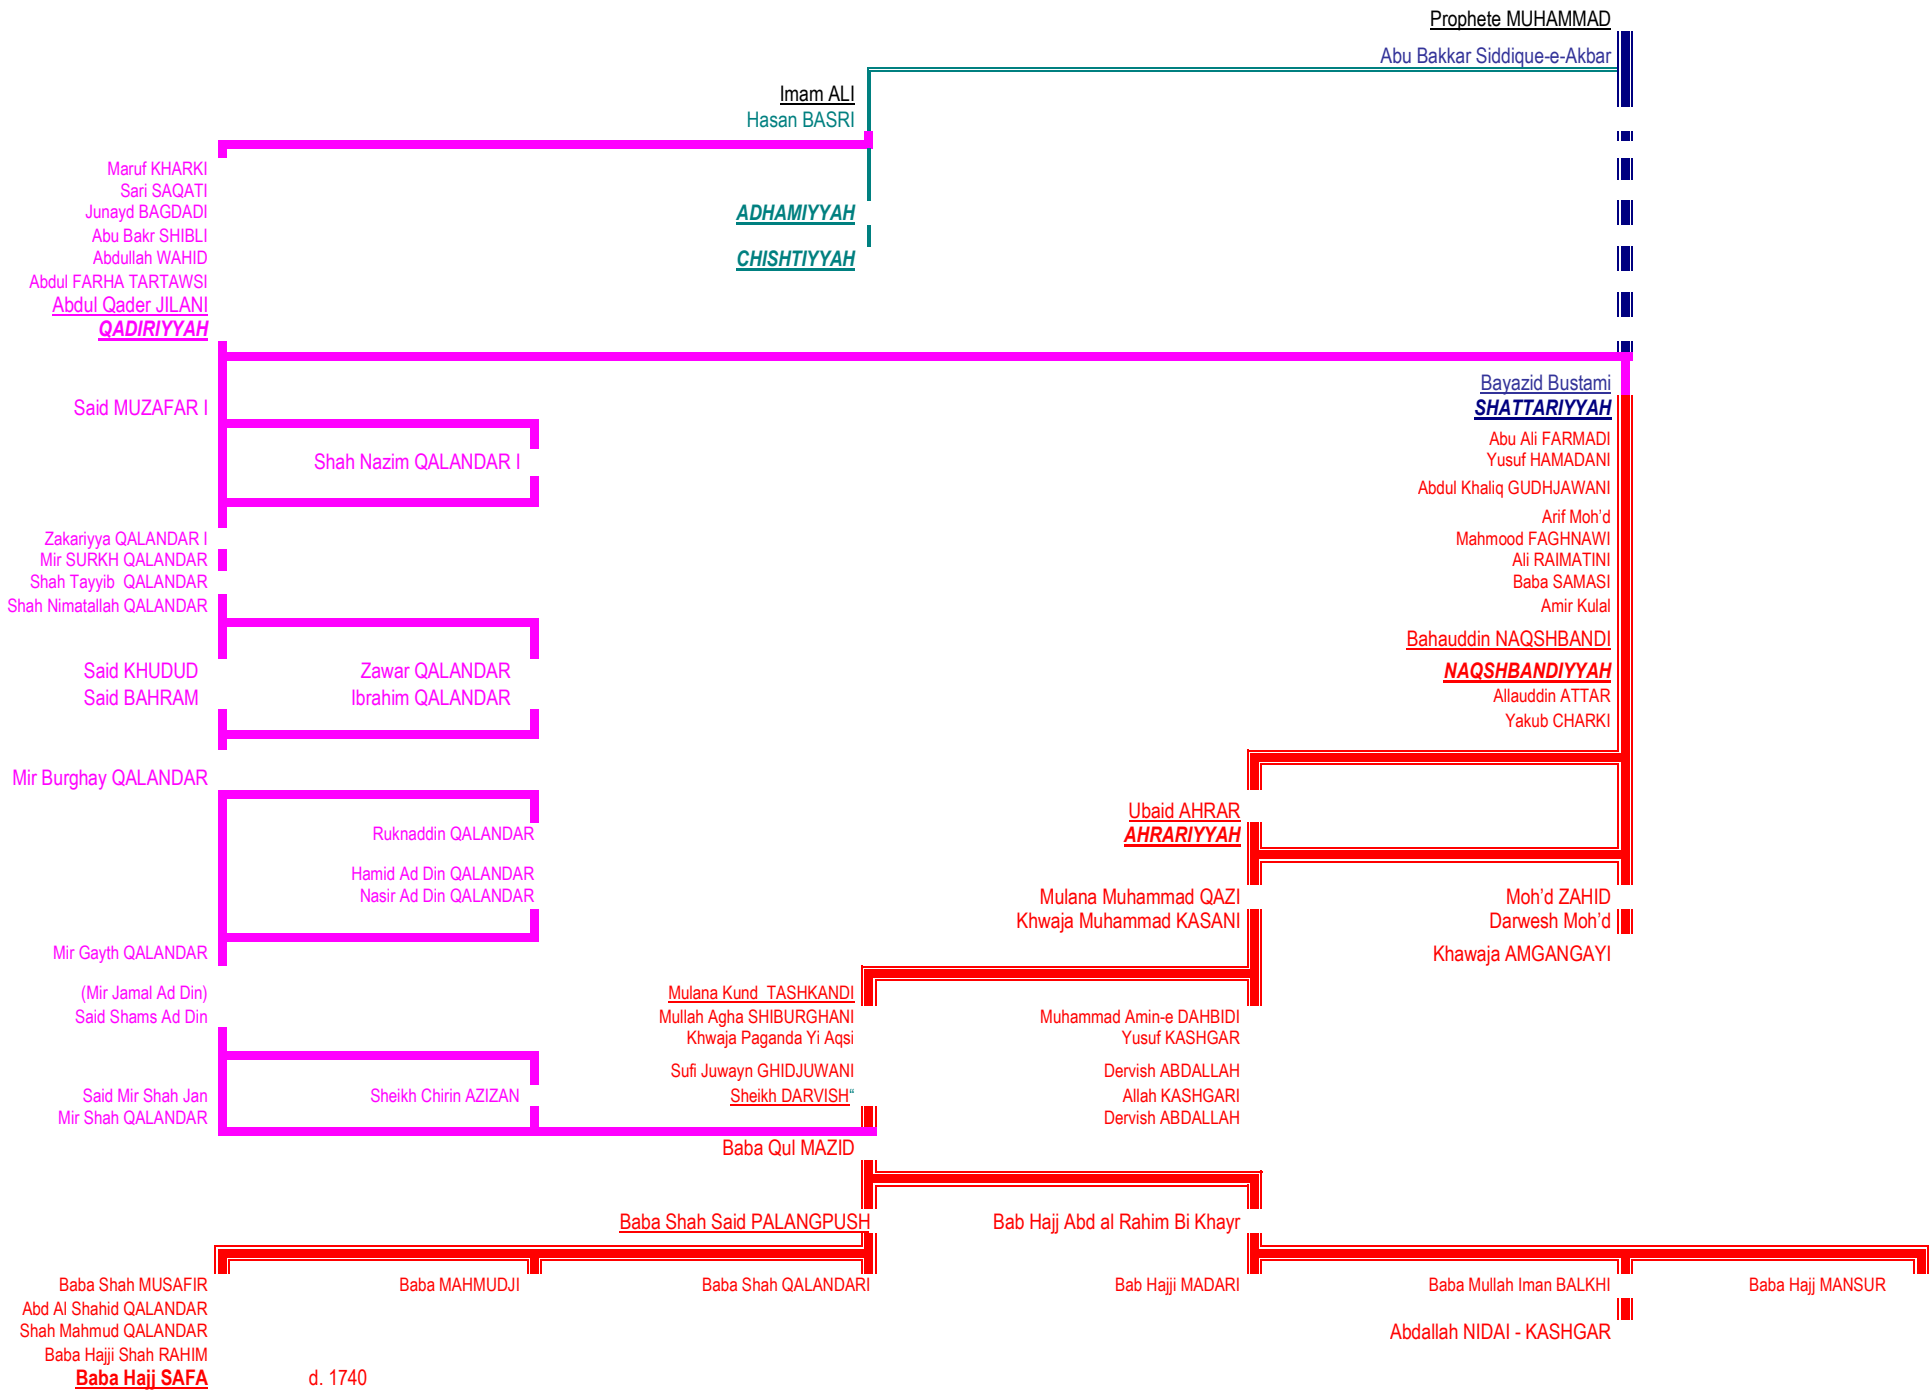 Prophete MUHAMMAD
Abu Bakkar Siddique-e-Akbar
Imam ALI
Hasan BASRI
Maruf KHARKI
Sari SAQATI
Junayd BAGDADI
ADHAMIYYAH
Abu Bakr SHIBLI
Abdullah WAHID
CHISHTIYYAH
Abdul FARHA TARTAWSI
Abdul Qader JILANI
QADIRIYYAH
Bayazid Bustami
Said MUZAFAR I
SHATTARIYYAH
Abu Ali FARMADI
Shah Nazim QALANDAR I
Yusuf HAMADANI
Abdul Khaliq GUDHJAWANI
Arif Moh'd
Zakariyya QALANDAR I
Mahmood FAGHNAWI
Mir SURKH QALANDAR
Ali RAIMATINI
Shah Tayyib QALANDAR
Baba SAMASI
Shah Nimatallah QALANDAR
Amir Kulal
Bahauddin NAQSHBANDI
Said KHUDUD
Zawar QALANDAR
NAQSHBANDIYYAH
Said BAHRAM
Ibrahim QALANDAR
Allauddin ATTAR
Yakub CHARKI
Mir Burghay QALANDAR
Ubaid AHRAR
Ruknaddin QALANDAR
AHRARIYYAH
Hamid Ad Din QALANDAR
Nasir Ad Din QALANDAR
Mulana Muhammad QAZI
Moh'd ZAHID
Khwaja Muhammad KASANI
Darwesh Moh'd
Mir Gayth QALANDAR
Khawaja AMGANGAYI
(Mir Jamal Ad Din)
Mulana Kund TASHKANDI
Said Shams Ad Din
Mullah Agha SHIBURGHANI
Muhammad Amin-e DAHBIDI
Khwaja Paganda Yi Aqsi
Yusuf KASHGAR
Sufi Juwayn GHIDJUWANI
Dervish ABDALLAH
Said Mir Shah Jan
Sheikh Chirin AZIZAN
Sheikh DARVISH“
Allah KASHGARI
Mir Shah QALANDAR
Dervish ABDALLAH
Baba Qul MAZID
Baba Shah Said PALANGPUSH
Bab Hajj Abd al Rahim Bi Khayr
Baba Shah MUSAFIR
Baba MAHMUDJI
Baba Shah QALANDARI
Bab Hajji MADARI
Baba Mullah Iman BALKHI
Baba Hajj MANSUR
Abd Al Shahid QALANDAR
Shah Mahmud QALANDAR
Abdallah NIDAI - KASHGAR
Baba Hajji Shah RAHIM
Baba Hajj SAFA
d. 1740